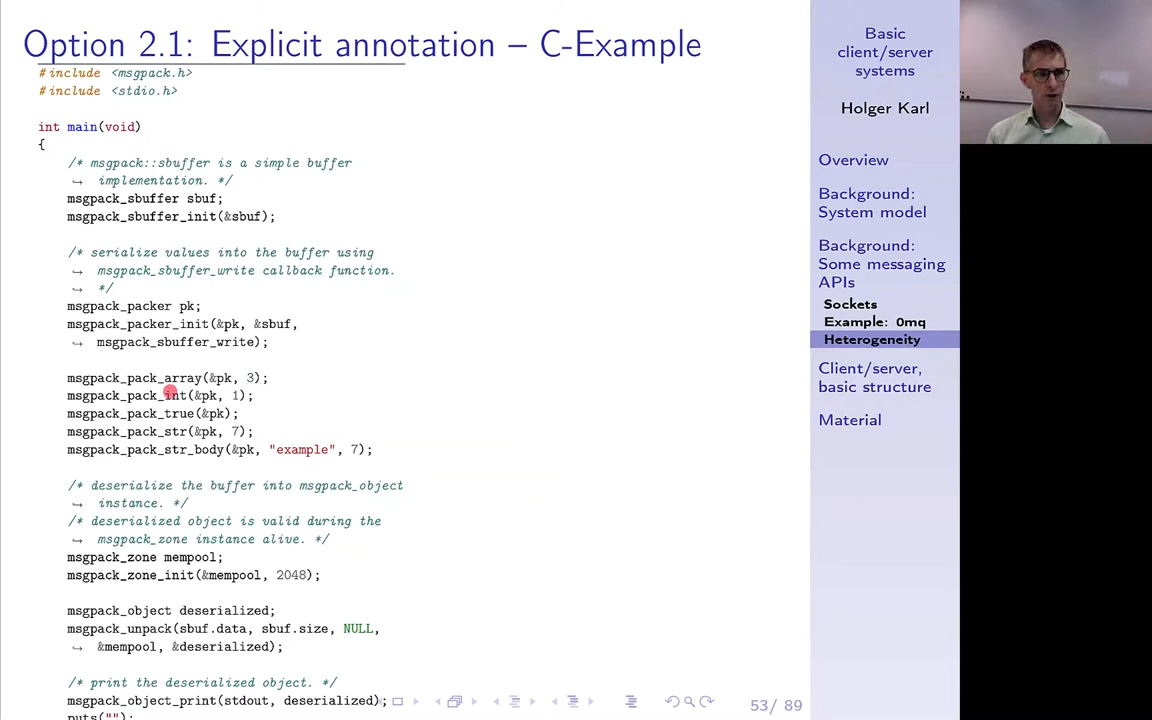 Option 2.1: Explicit annotation – C-Example
#include <msgpack.h>
#include <stdio.h>
int main(void)
{
/* msgpack::sbuffer is a simple buffer
↪ implementation. */
msgpack_sbuffer sbuf;
msgpack_sbuffer_init(&sbuf);
/* serialize values into the buffer using
↪ msgpack_sbuffer_write callback function.
↪ */
msgpack_packer pk;
msgpack_packer_init(&pk, &sbuf,
↪ msgpack_sbuffer_write);
msgpack_pack_array(&pk, 3);
msgpack_pack_int(&pk, 1);
msgpack_pack_true(&pk);
msgpack_pack_str(&pk, 7);
msgpack_pack_str_body(&pk, "example", 7);
/* deserialize the buffer into msgpack_object
↪ instance. */
/* deserialized object is valid during the
↪ msgpack_zone instance alive. */
msgpack_zone mempool;
msgpack_zone_init(&mempool, 2048);
msgpack_object deserialized;
msgpack_unpack(sbuf.data, sbuf.size, NULL,
↪ &mempool, &deserialized);
/* print the deserialized object. */
msgpack_object_print(stdout, deserialized);
puts("");
53/ 89
Basic
client/server
systems
Holger Karl
Overview
Background:
System model
Background:
Some messaging
APIs
Sockets
Example: 0mq
Heterogeneity
Client/server,
basic structure
Material